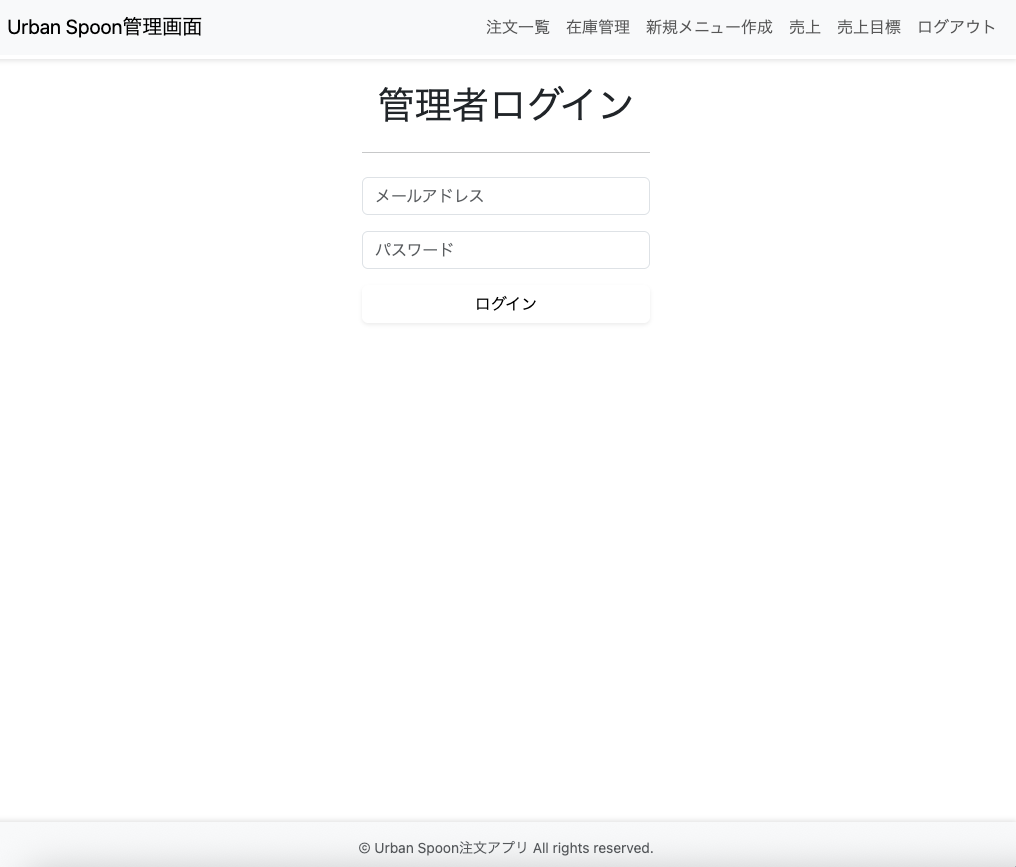 Urban Spoon管理画面 注文一覧 在庫管理 新規メニュー作成 売上 売上目標 ログアウト
管理者ログイン
メールアドレス
パスワード
ログイン
© Urban Spoon注文アプリ All rights reserved.